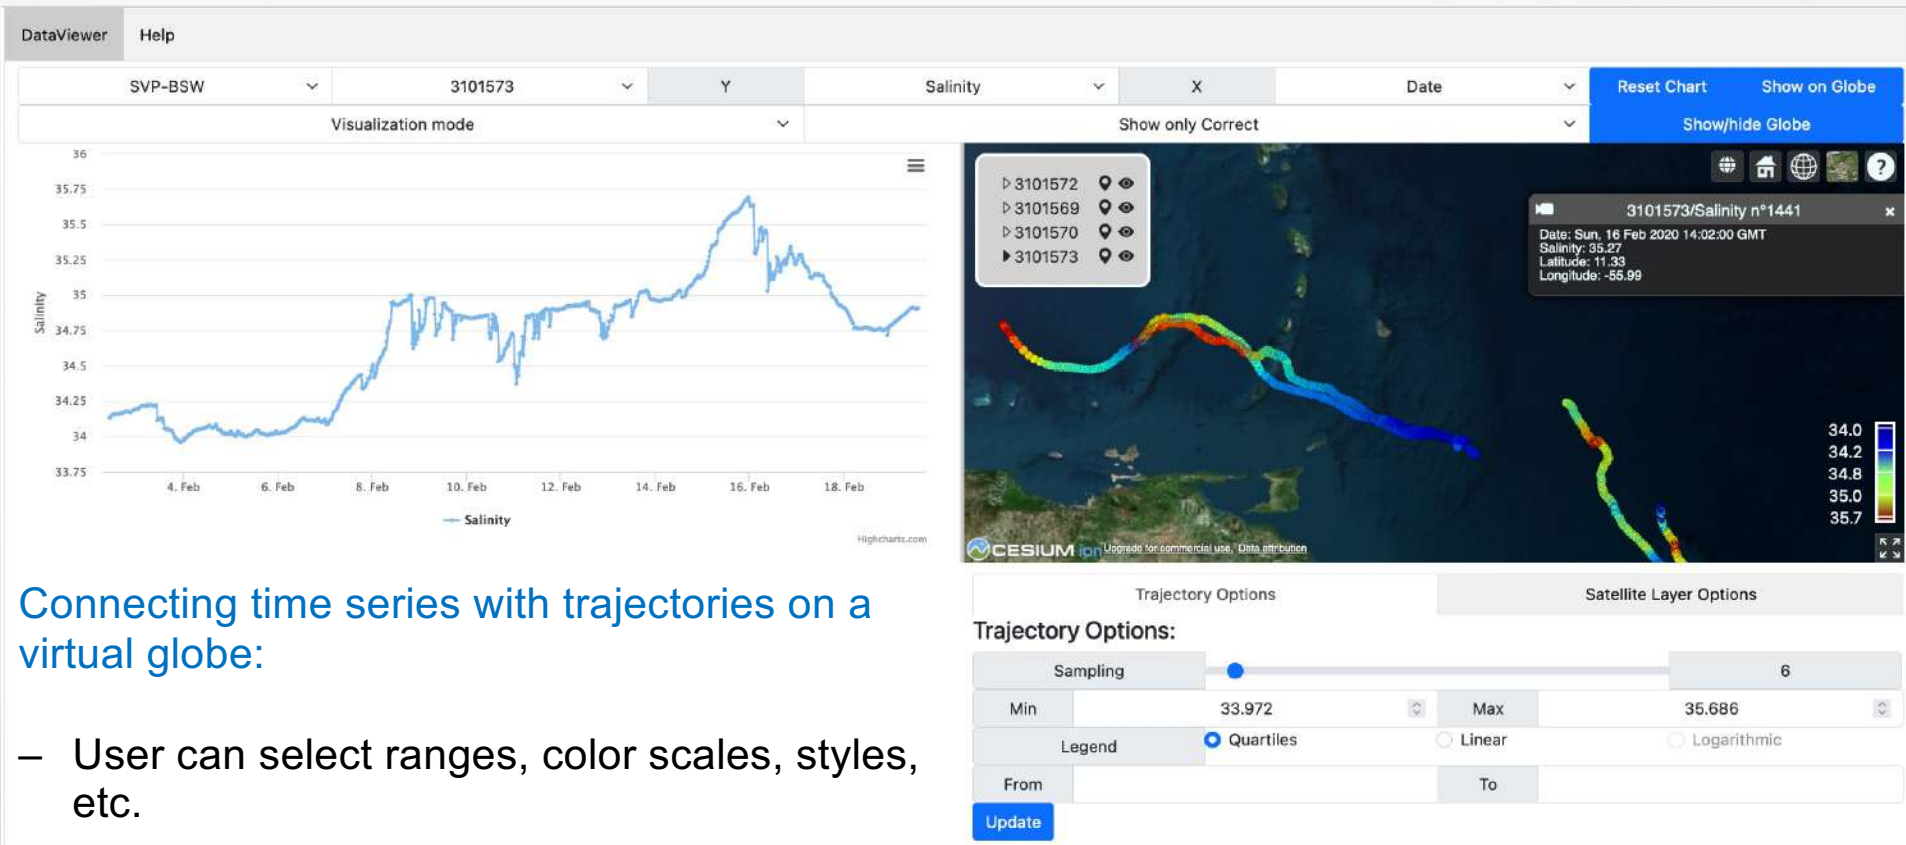 DataViewer Help
SVP-BSW 3101573 Y Salinity X Date Reset Chart Show on Globe
Visualization mode Show only Correct Show/hide Globe
36
35.75
35.5
35.25
35
34.75
34.5
34.25
34
33.75
Salinity
4. Feb 6. Feb 8. Feb 10. Feb 12. Feb 14. Feb 16. Feb 18. Feb
Salinity
Highcharts.com
3101572
3101569
3101570
3101573
?
3101573/Salinity n°1441 ×
Date: Sun, 16 Feb 2020 14:02:00 GMT
Salinity: 35.27
Latitude: 11.33
Longitude: -55.99
34.0
34.2
34.8
35.0
35.7
CESIUM ion Upgrade for commercial use. Data attribution
Connecting time series with trajectories on a
virtual globe:
– User can select ranges, color scales, styles,
etc.
Trajectory Options Satellite Layer Options
Trajectory Options:
Sampling 6
Min 33.972 Max 35.686
Legend Quartiles Linear Logarithmic
From To
Update